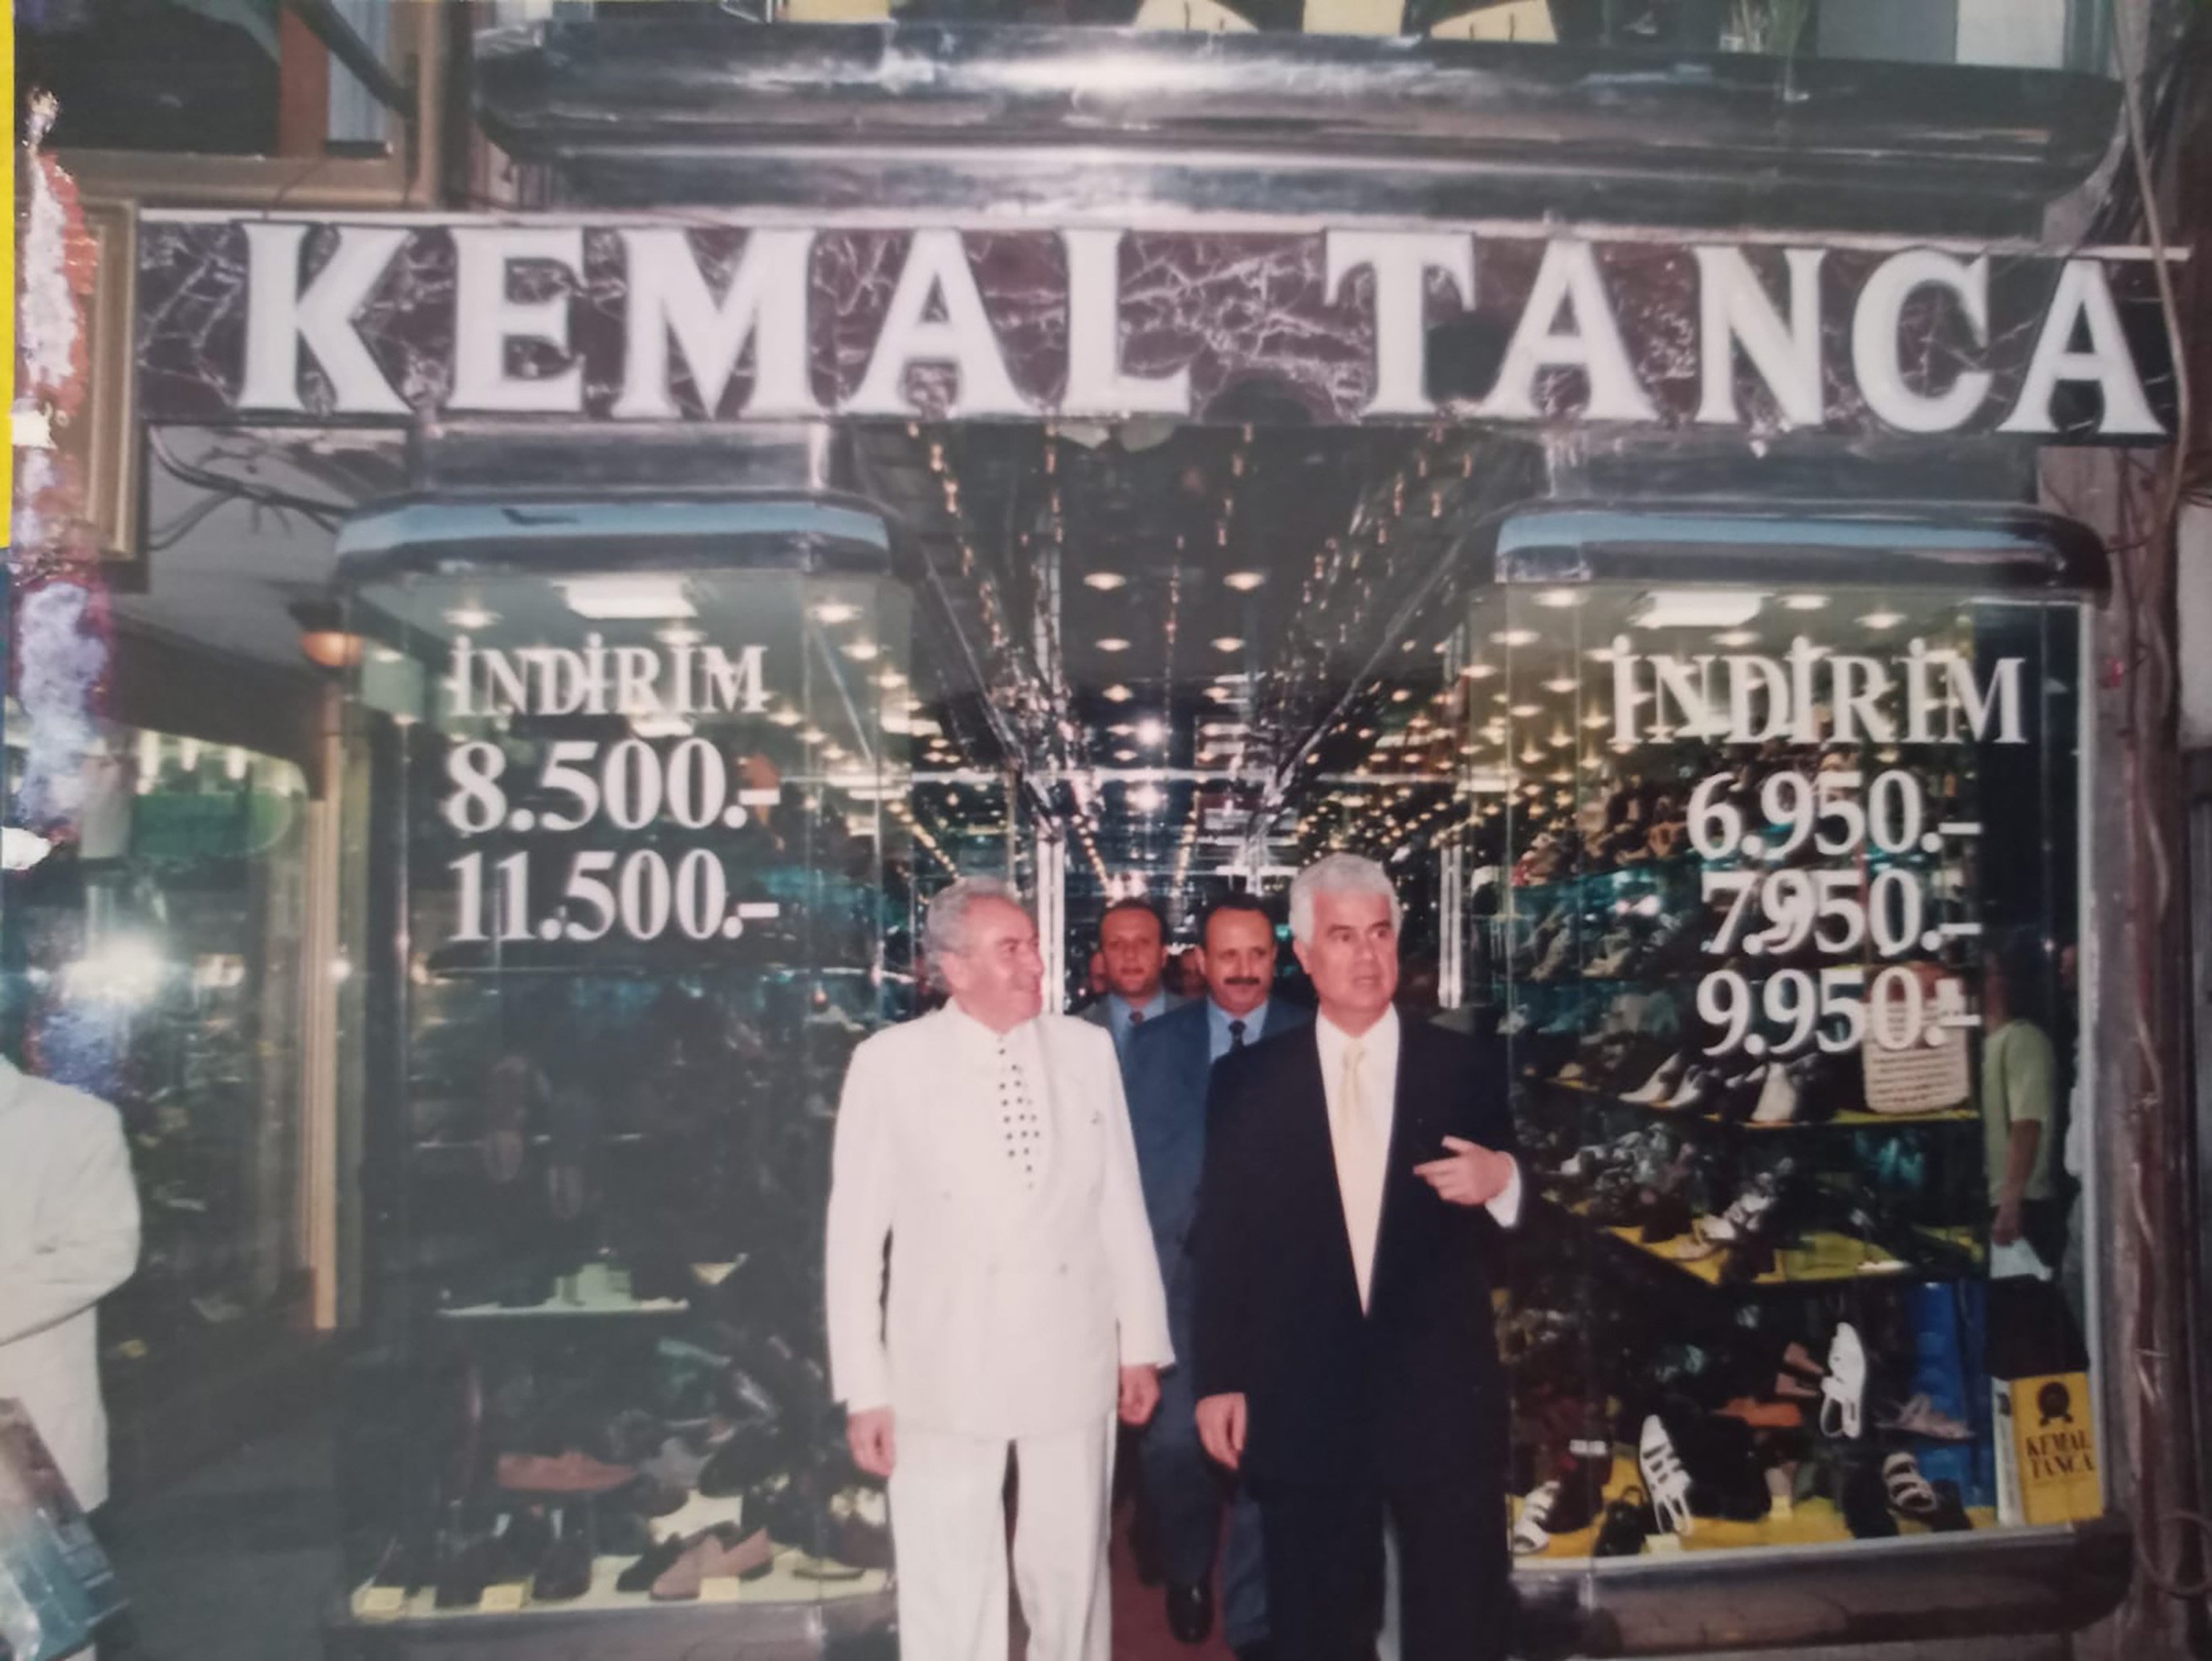 KEMAL TANCA
İNDİRİM
8.500.-
11.500.-
İNDİRİM
6.950.-
7.950.-
9.950.-
KEMAL
TANCA